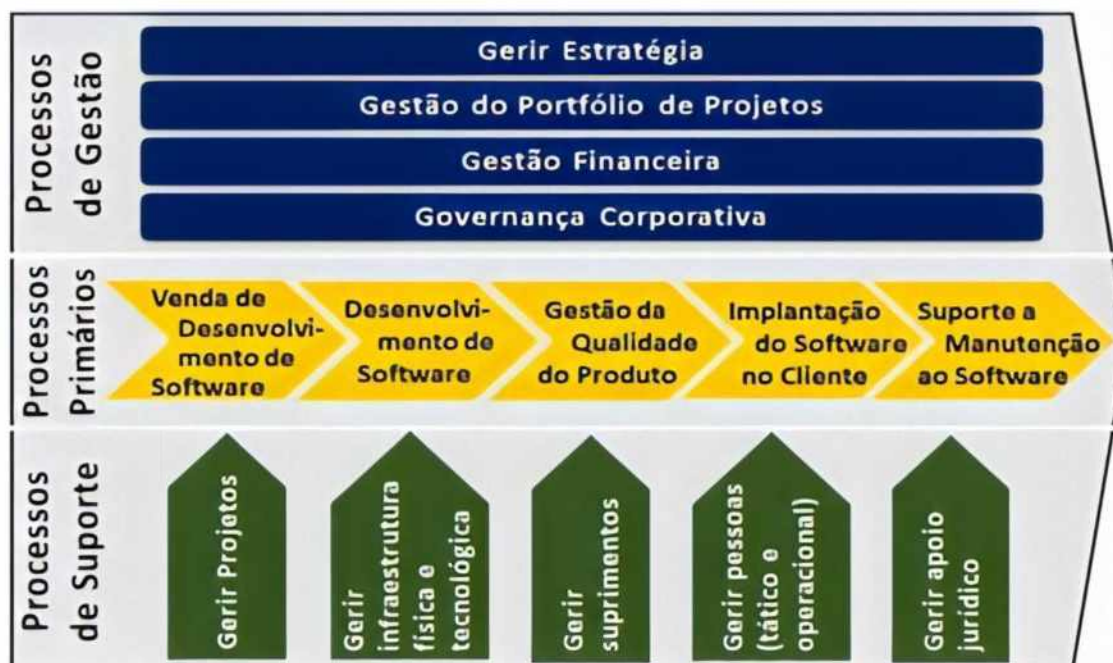 Processos
de Gestão
Gerir Estratégia
Gestão do Portfólio de Projetos
Gestão Financeira
Governança Corporativa
Processos
Primários
Venda de
Desenvolvi-
mento de
Software
Desenvolvi-
mento de
Software
Gestão da
Qualidade
do Produto
Implantação
do Software
no Cliente
Suporte a
Manutenção
ao Software
Processos
de Suporte
Gerir Projetos
Gerir
infraestrutura
física e
tecnológica
Gerir
suprimentos
Gerir pessoas
(tático e
operacional)
Gerir apoio
jurídico